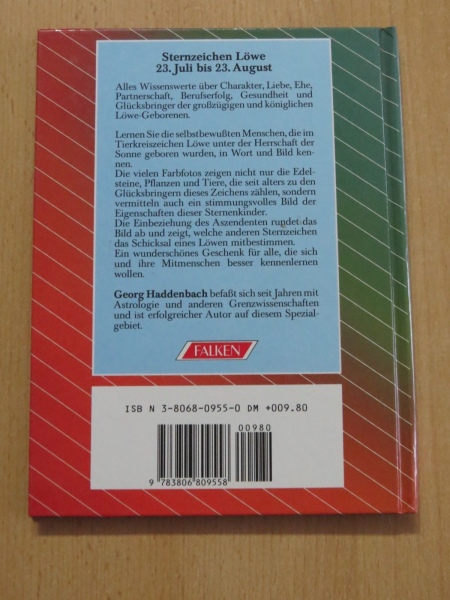 Sternzeichen Löwe
23. Juli bis 23. August
Alles Wissenswerte über Charakter, Liebe, Ehe,
Partnerschaft, Berufserfolg, Gesundheit und
Glücksbringer der großzügigen und königlichen
Löwe-Geborenen.
Lernen Sie die selbstbewußten Menschen, die im
Tierkreiszeichen Löwe unter der Herrschaft der
Sonne geboren wurden, in Wort und Bild ken-
nen.
Die vielen Farbfotos zeigen nicht nur die Edel-
steine, Pflanzen und Tiere, die seit alters zu den
Glücksbringern dieses Zeichens zählen, sondern
vermitteln auch ein stimmungsvolles Bild der
Eigenschaften dieser Sternenkinder.
Die Einbeziehung des Aszendenten rugdet das
Bild ab und zeigt, welche anderen Sternzeichen
das Schicksal eines Löwen mitbestimmen.
Ein wunderschönes Geschenk für alle, die sich
und ihre Mitmenschen besser kennenlernen
wollen.
Georg Haddenbach befaßt sich seit Jahren mit
Astrologie und anderen Grenzwissenschaften
und ist erfolgreicher Autor auf diesem Spezial-
gebiet.
FALKEN
ISB N 3-8068-0955-0 DM +009.80
00980
9 783806 809558